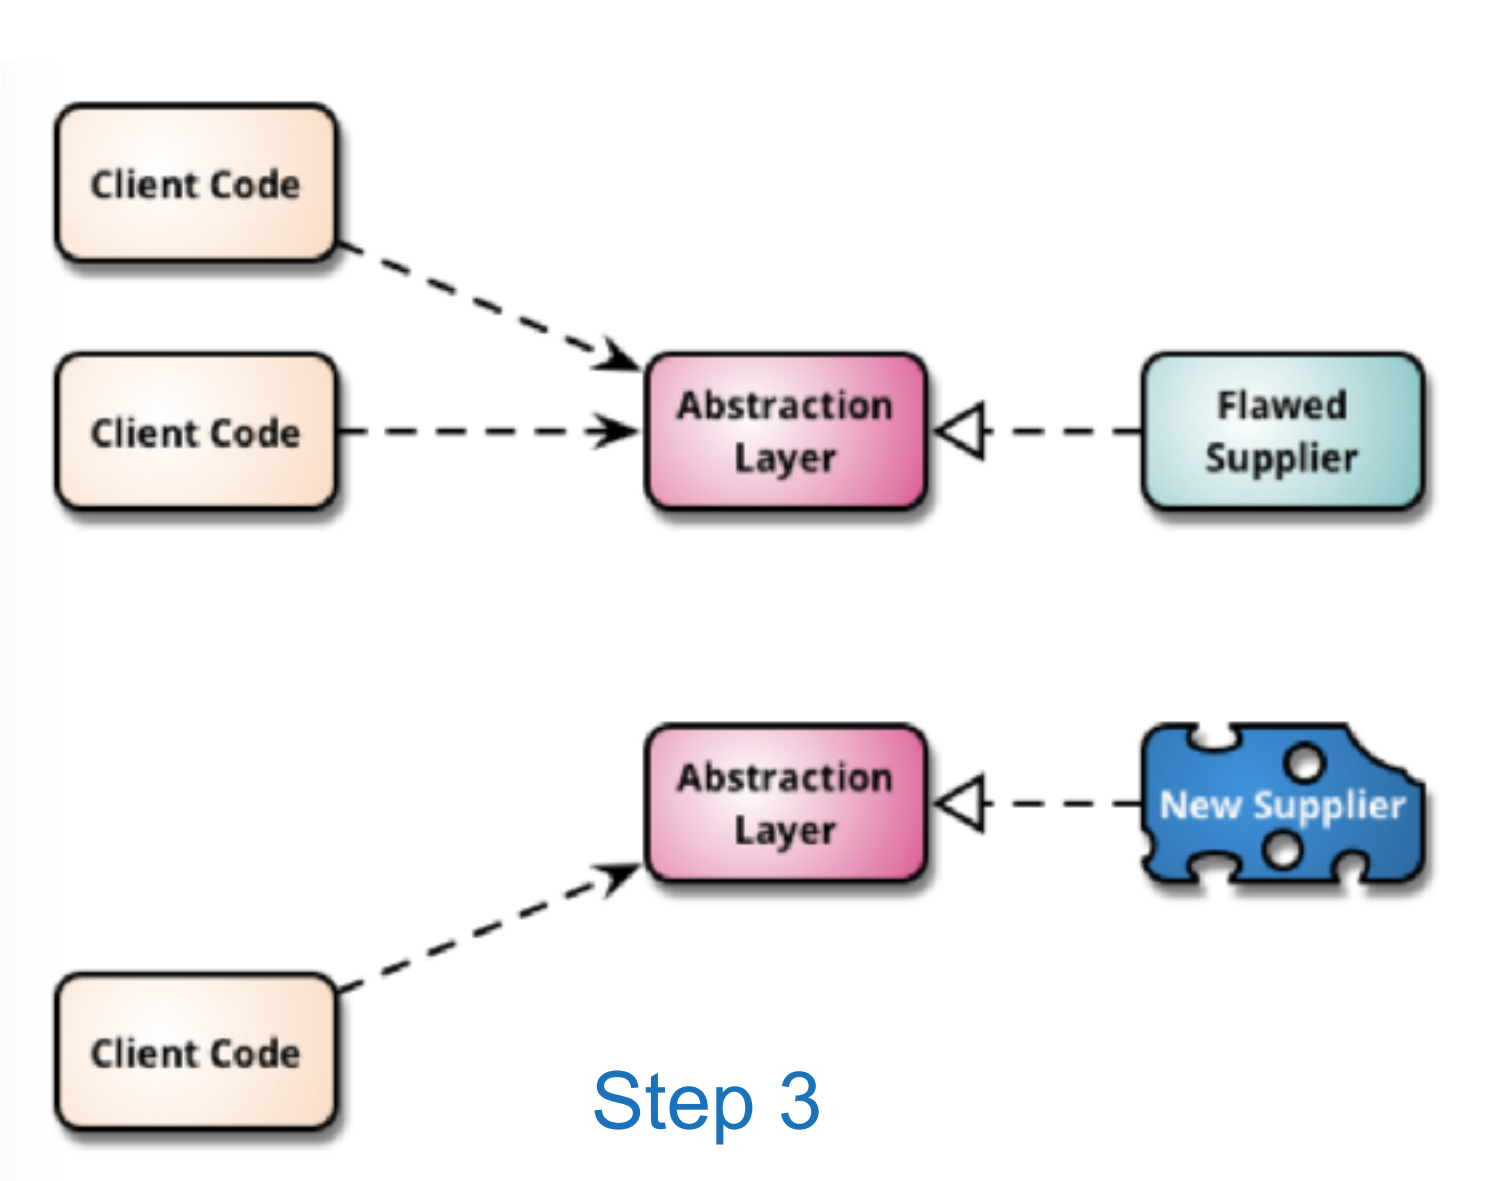 Client Code
Client Code
Abstraction
Layer
Flawed
Supplier
Abstraction
Layer
New Supplier
Client Code
Step 3